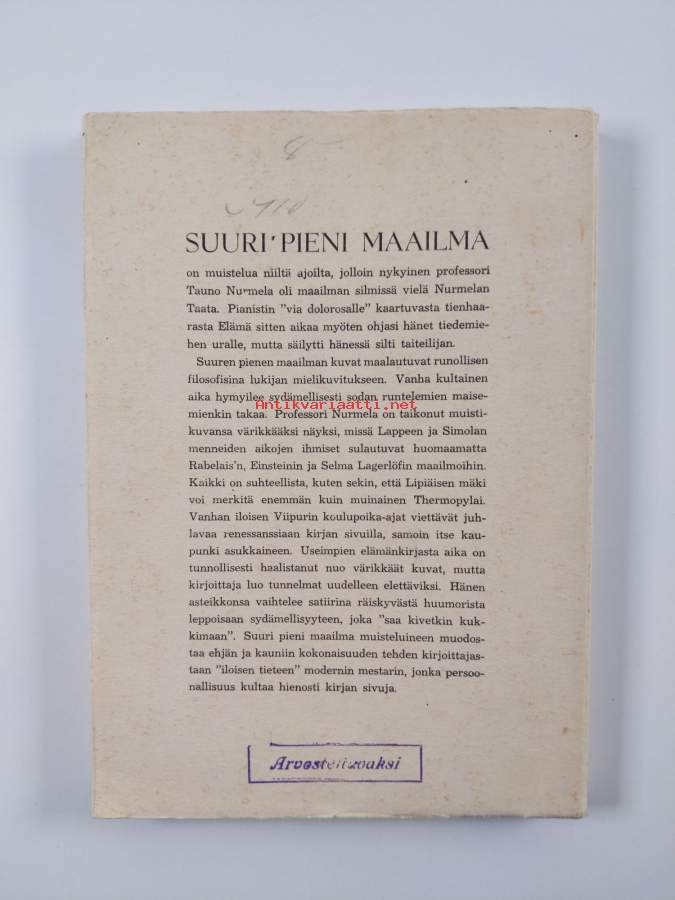 8
SUURI PIENI MAAILMA
on muistelua niiltä ajoilta, jolloin nykyinen professori
Tauno Nurmela oli maailman silmissä vielä Nurmelan
Taata. Pianistin "via dolorosalle" kaartuvasta tienhaa-
rasta Elämä sitten aikaa myöten ohjasi hänet tiedemie-
hen uralle, mutta säilytti hänessä silti taiteilijan.
Suuren pienen maailman kuvat maalautuvat runollisen
filosofisina lukijan mielikuvitukseen. Vanha kultainen
aika hymyilee sydämellisesti sodan runtelemien maise-
Antikvariaatti.net
mienkin takaa. Professori Nurmela on taikonut muisti-
kuvansa värikkääksi näyksi, missä Lappeen ja Simolan
menneiden aikojen ihmiset sulautuvat huomaamatta
Rabelais'n, Einsteinin ja Selma Lagerlöfin maailmoihin.
Kaikki on suhteellista, kuten sekin, että Lipiäisen mäki
voi merkitä enemmän kuin muinainen Thermopylai.
Vanhan iloisen Viipurin koulupoika-ajat viettävät juh-
lavaa renessanssiaan kirjan sivuilla, samoin itse kau-
punki asukkaineen. Useimpien elämänkirjasta aika on
tunnollisesti haalistanut nuo värikkäät kuvat, mutta
kirjoittaja luo tunnelmat uudelleen elettäviksi. Hänen
asteikkonsa vaihtelee satiirina räiskyvästä huumorista
leppoisaan sydämellisyyteen, joka "saa kivetkin kuk-
kimaan". Suuri pieni maailma muisteluineen muodos-
taa ehjän ja kauniin kokonaisuuden tehden kirjoittajas-
taan "iloisen tieteen" modernin mestarin, jonka persoo-
nallisuus kultaa hienosti kirjan sivuja.
Arvosteltavaksi